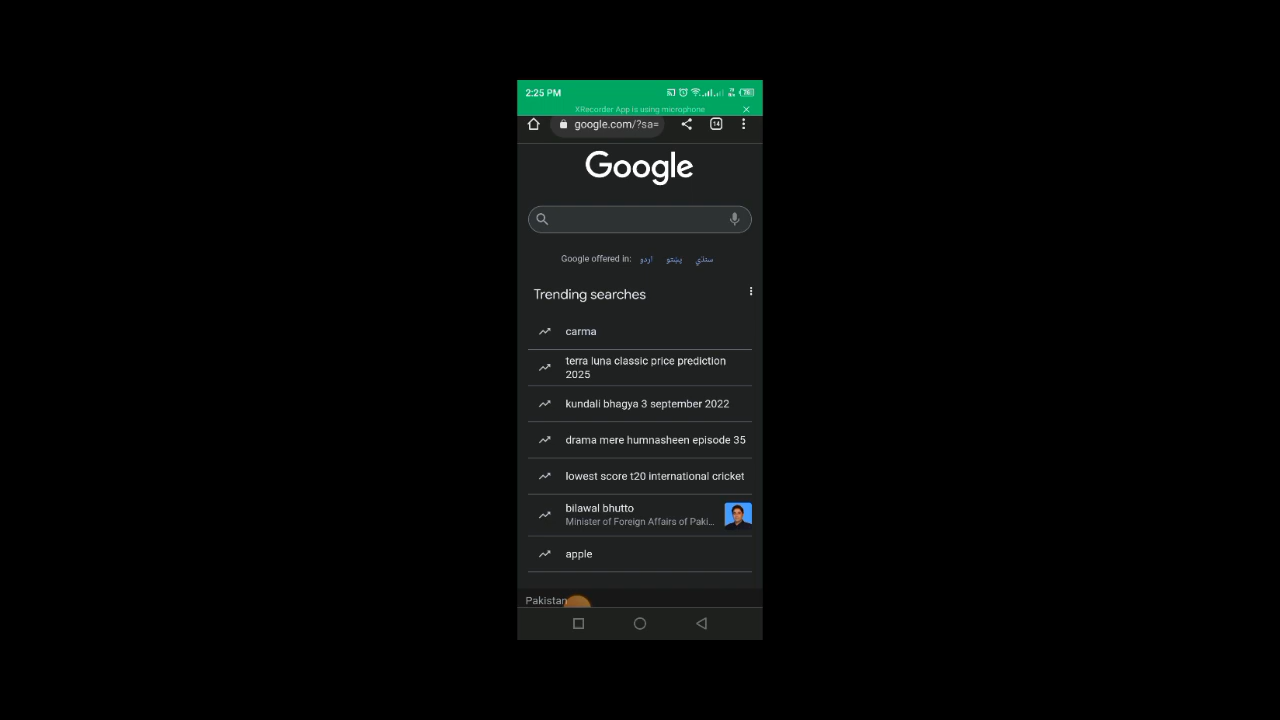 2:25 PM
XRecorder App is using microphone
google.com/?sa=
14
Google
Google offered in: اردو پښتو سنڌي
Trending searches
carma
terra luna classic price prediction
2025
kundali bhagya 3 september 2022
drama mere humnasheen episode 35
lowest score t20 international cricket
bilawal bhutto
Minister of Foreign Affairs of Paki...
apple
Pakistan